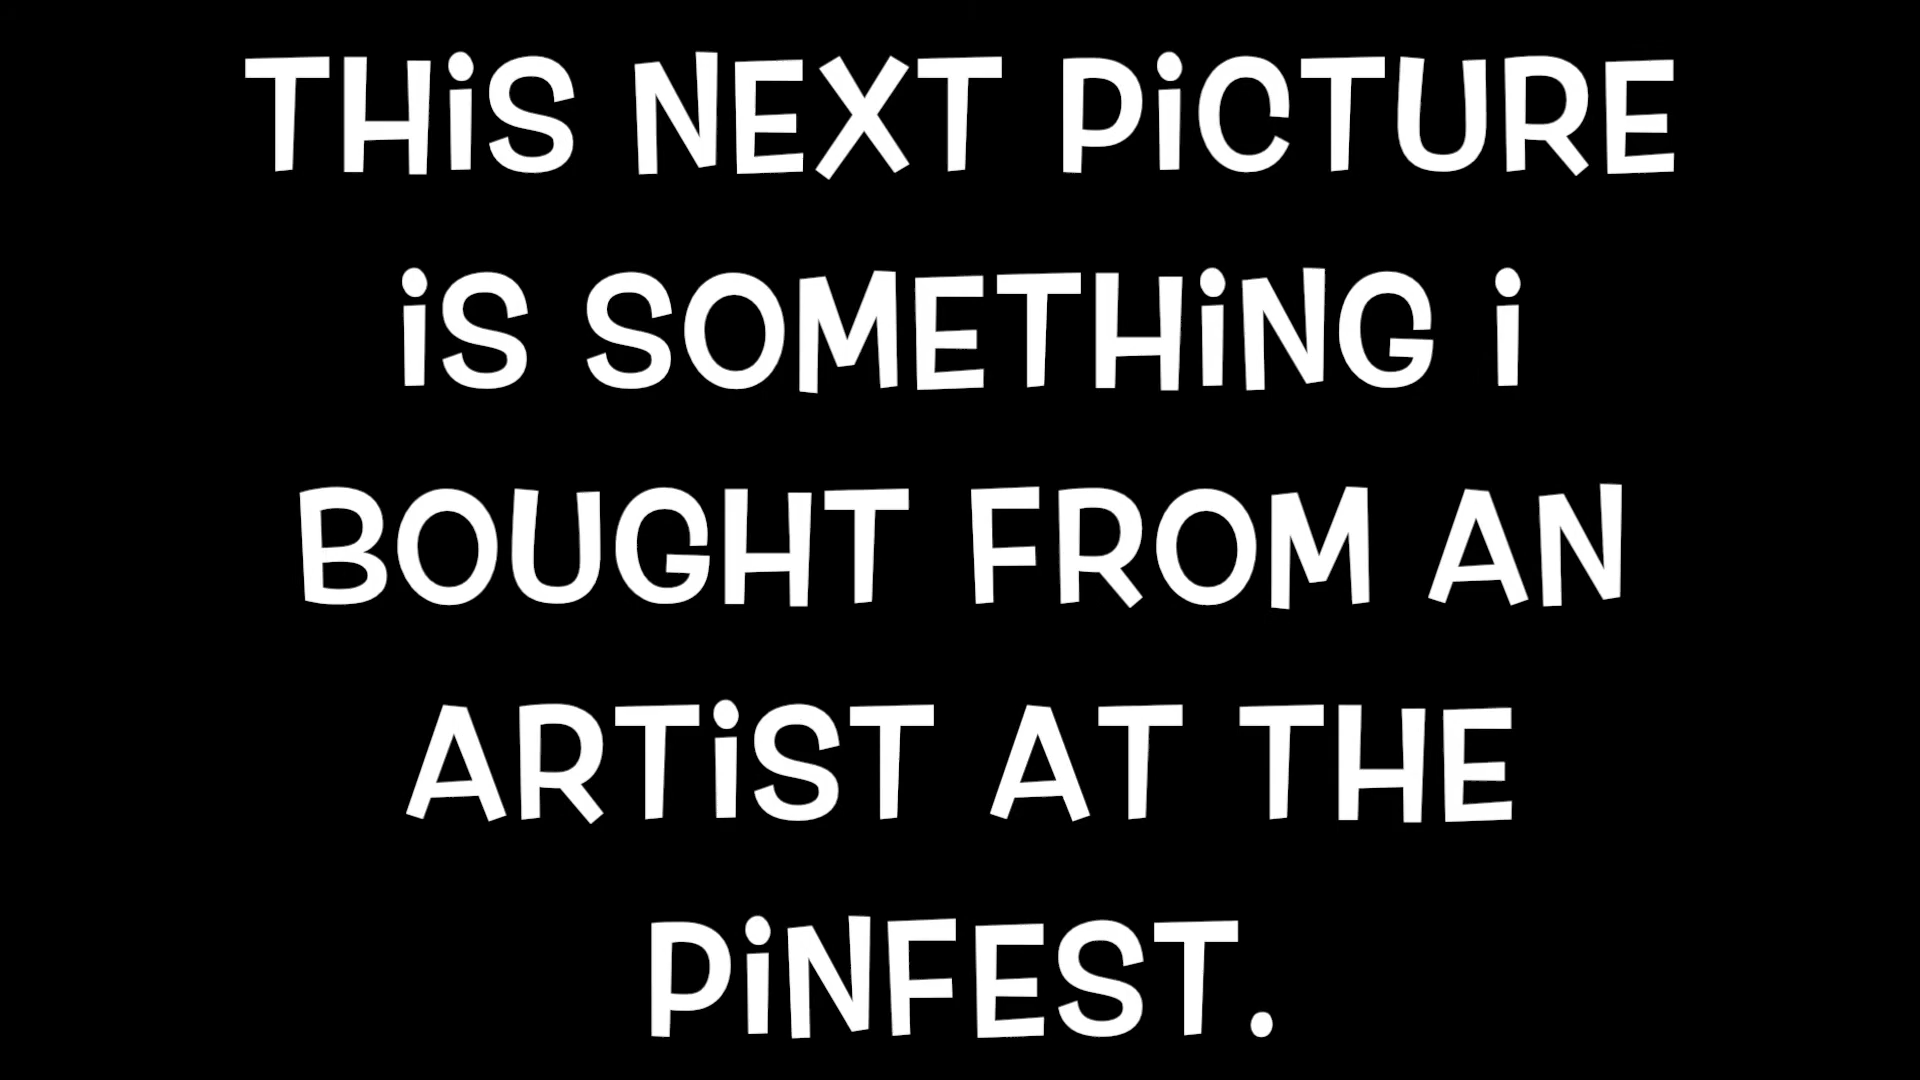 THiS NEXT PiCTURE
iS SOMETHiNG i
BOUGHT FROM AN
ARTiST AT THE
PiNFEST.